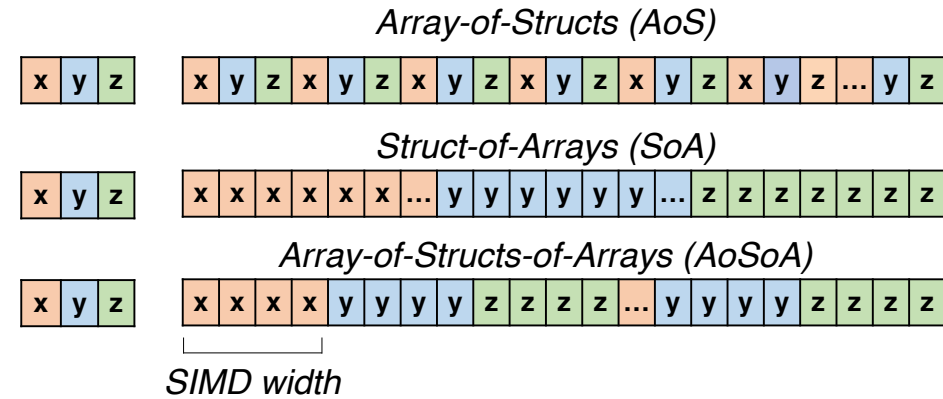 Array-of-Structs (AoS)
x y z x y z x y z x y z x y z x y z x y z ... y z
Struct-of-Arrays (SoA)
x y z x x x x x x ... y y y y y y ... z z z z z z z
Array-of-Structs-of-Arrays (AoSoA)
x y z x x x x y y y y z z z z ... y y y y z z z z
SIMD width